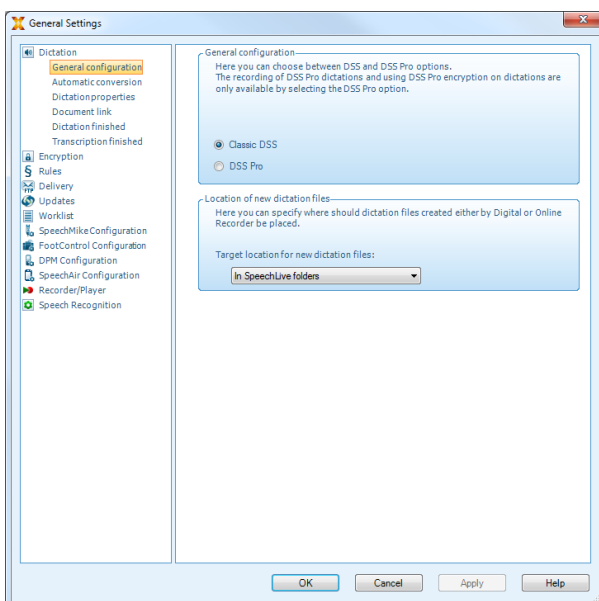 General Settings
Dictation
General configuration
Automatic conversion
Dictation properties
Document link
Dictation finished
Transcription finished
Encryption
Rules
Delivery
Updates
Worklist
SpeechMike Configuration
FootControl Configuration
DPM Configuration
SpeechAir Configuration
Recorder/Player
Speech Recognition
General configuration
Here you can choose between DSS and DSS Pro options.
The recording of DSS Pro dictations and using DSS Pro encryption on dictations are
only available by selecting the DSS Pro option.
Classic DSS
DSS Pro
Location of new dictation files
Here you can specify where should dictation files created either by Digital or Online
Recorder be placed.
Target location for new dictation files:
In SpeechLive folders
OK Cancel Apply Help